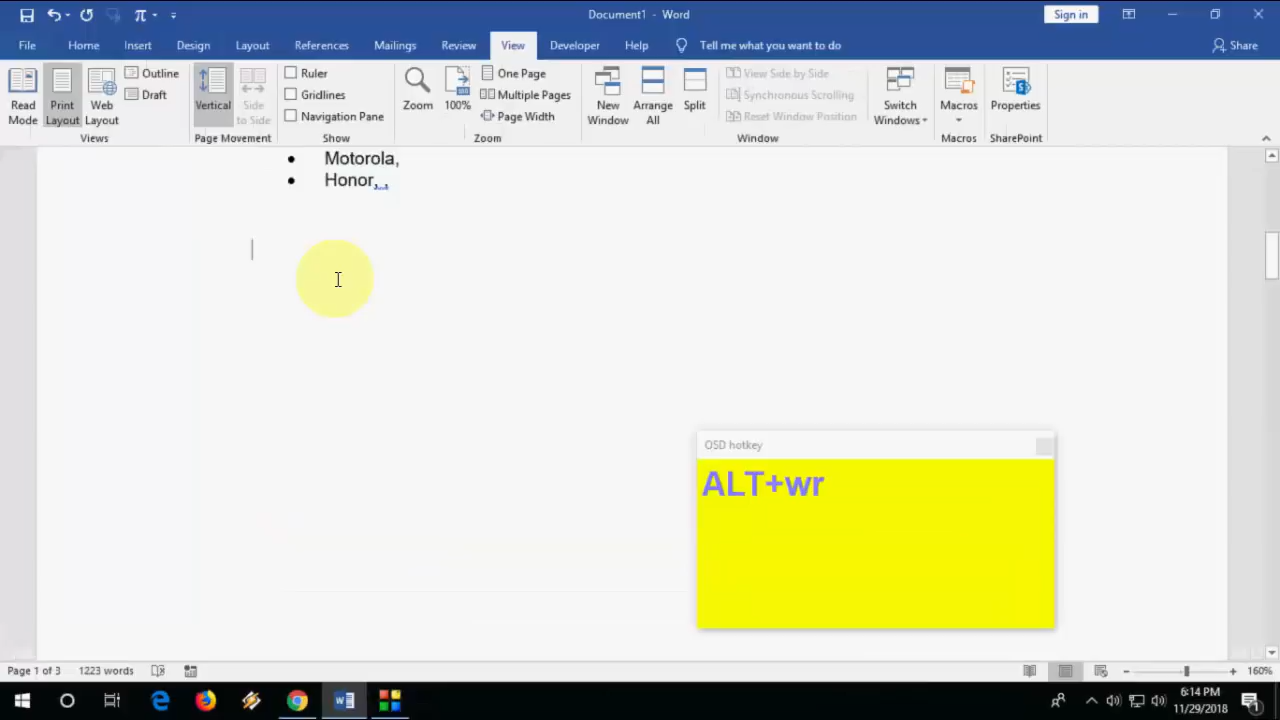 Document1 - Word
Sign in
File Home Insert Design Layout References Mailings Review View Developer Help Tell me what you want to do Share
Read Mode
Print Layout
Web Layout
Outline
Draft
Views
Vertical
Side to Side
Page Movement
Ruler
Gridlines
Navigation Pane
Show
Zoom
100%
One Page
Multiple Pages
Page Width
Zoom
New Window
Arrange All
Split
View Side by Side
Synchronous Scrolling
Reset Window Position
Window
Switch Windows
Macros
Macros
Properties
SharePoint
• Motorola,
• Honor, ,
OSD hotkey
ALT+wr
Page 1 of 3 1223 words 160%
6:14 PM
11/29/2018
1